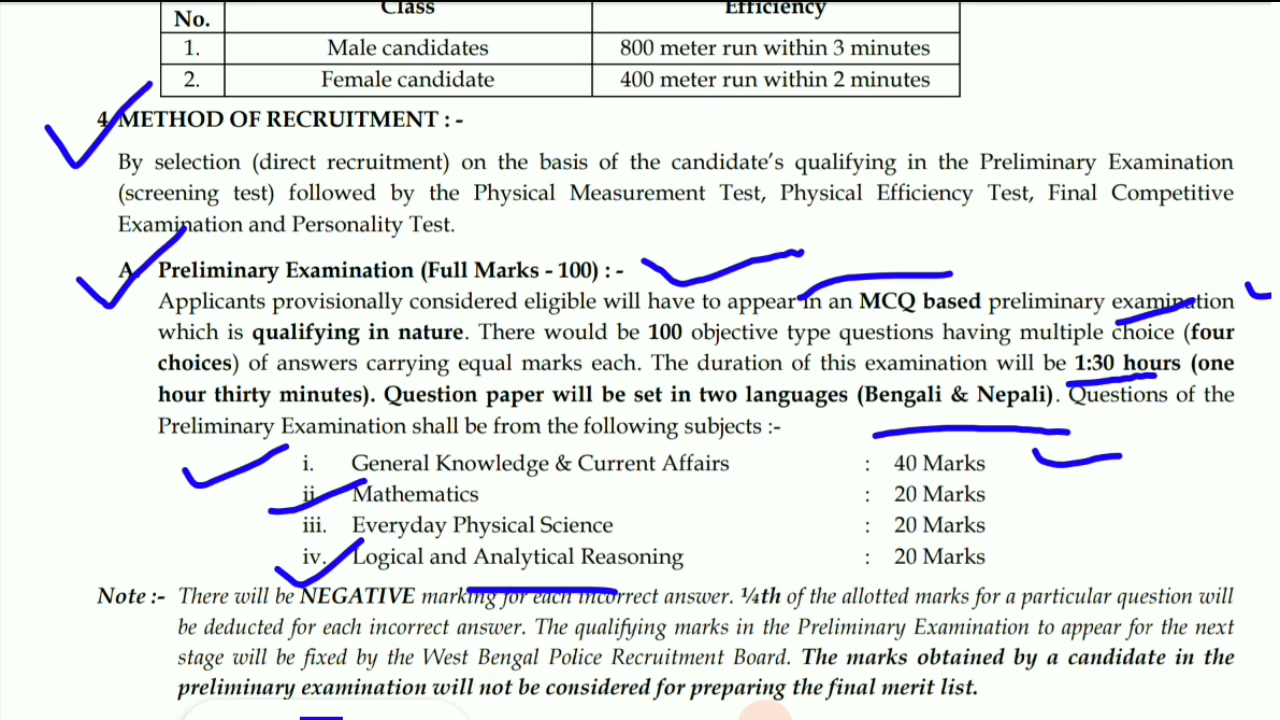 No. Class Efficiency
1. Male candidates 800 meter run within 3 minutes
2. Female candidate 400 meter run within 2 minutes
4. METHOD OF RECRUITMENT : -
By selection (direct recruitment) on the basis of the candidate's qualifying in the Preliminary Examination
(screening test) followed by the Physical Measurement Test, Physical Efficiency Test, Final Competitive
Examination and Personality Test.
A. Preliminary Examination (Full Marks - 100) : -
Applicants provisionally considered eligible will have to appear in an MCQ based preliminary examination
which is qualifying in nature. There would be 100 objective type questions having multiple choice (four
choices) of answers carrying equal marks each. The duration of this examination will be 1:30 hours (one
hour thirty minutes). Question paper will be set in two languages (Bengali & Nepali). Questions of the
Preliminary Examination shall be from the following subjects :-
i. General Knowledge & Current Affairs : 40 Marks
ii. Mathematics : 20 Marks
iii. Everyday Physical Science : 20 Marks
iv. Logical and Analytical Reasoning : 20 Marks
Note :- There will be NEGATIVE marking for each incorrect answer. ¼th of the allotted marks for a particular question will
be deducted for each incorrect answer. The qualifying marks in the Preliminary Examination to appear for the next
stage will be fixed by the West Bengal Police Recruitment Board. The marks obtained by a candidate in the
preliminary examination will not be considered for preparing the final merit list.